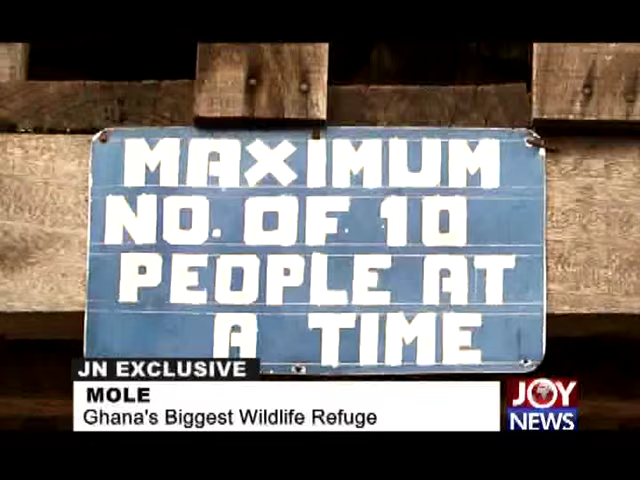 MAXIMUM
NO. OF 10
PEOPLE AT
A TIME
JN EXCLUSIVE
MOLE
Ghana's Biggest Wildlife Refuge
JOY
NEWS